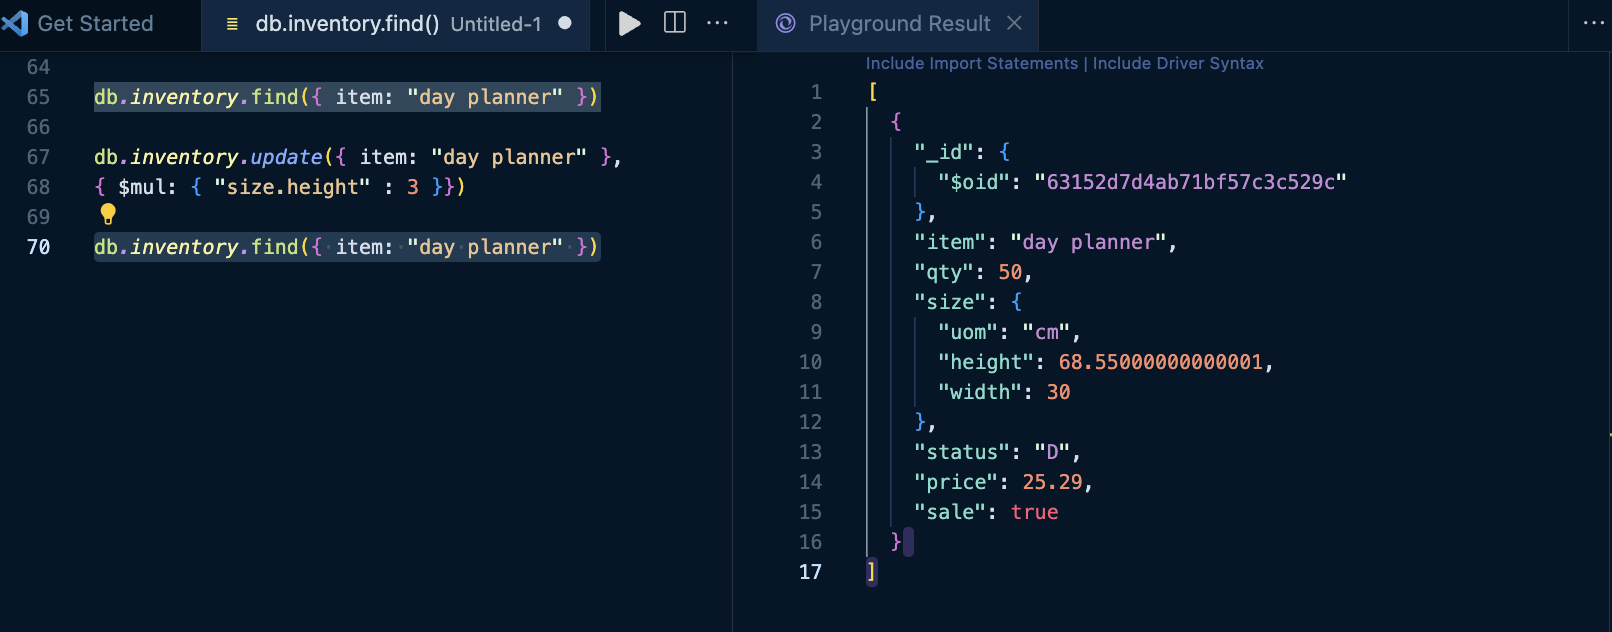 Get Started
db.inventory.find() Untitled-1
Playground Result
64
65 db.inventory.find({ item: "day planner" })
66
67 db.inventory.update({ item: "day planner" },
68 { $mul: { "size.height" : 3 }})
69
70 db.inventory.find({ item: "day planner" })
Include Import Statements | Include Driver Syntax
1 [
2 {
3 "_id": {
4 "$oid": "63152d7d4ab71bf57c3c529c"
5 },
6 "item": "day planner",
7 "qty": 50,
8 "size": {
9 "uom": "cm",
10 "height": 68.55000000000001,
11 "width": 30
12 },
13 "status": "D",
14 "price": 25.29,
15 "sale": true
16 }
17 ]